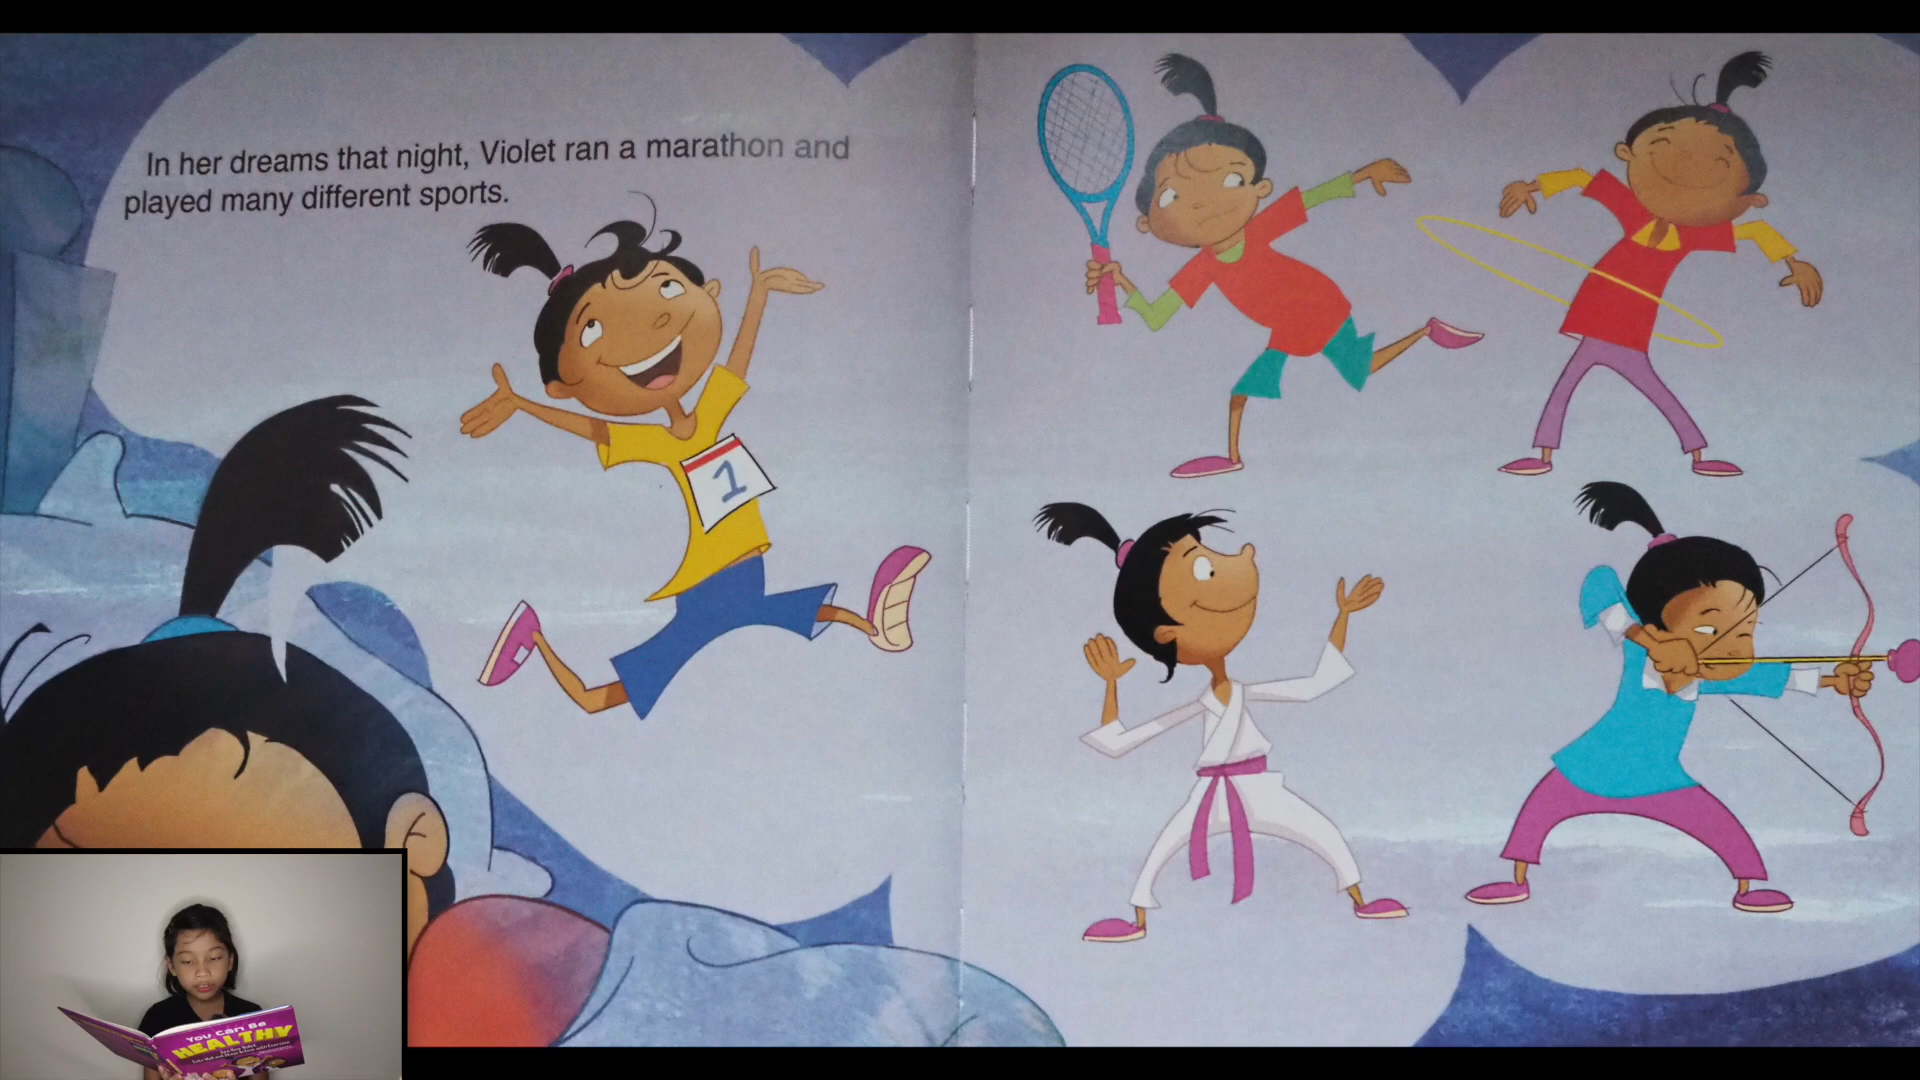 In her dreams that night, Violet ran a marathon and
played many different sports.
1
You Can Be
HEALTHY